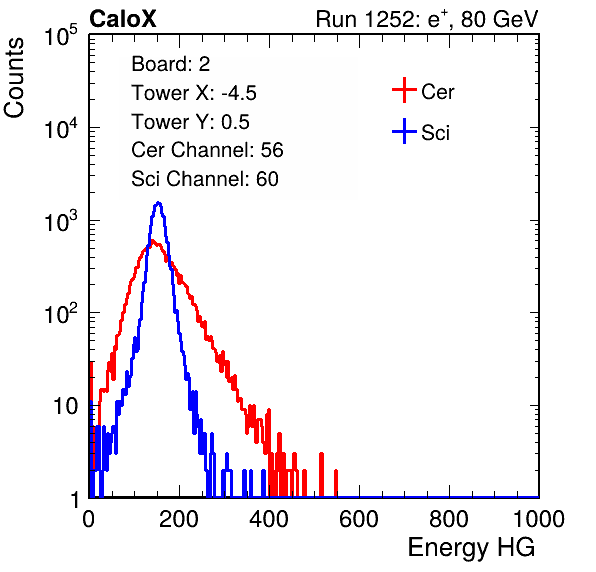 CaloX Run 1252: e⁺, 80 GeV
Counts
10⁵
10⁴
10³
10²
10
1
Board: 2
Tower X: -4.5
Tower Y: 0.5
Cer Channel: 56
Sci Channel: 60
Cer
Sci
0 200 400 600 800 1000
Energy HG